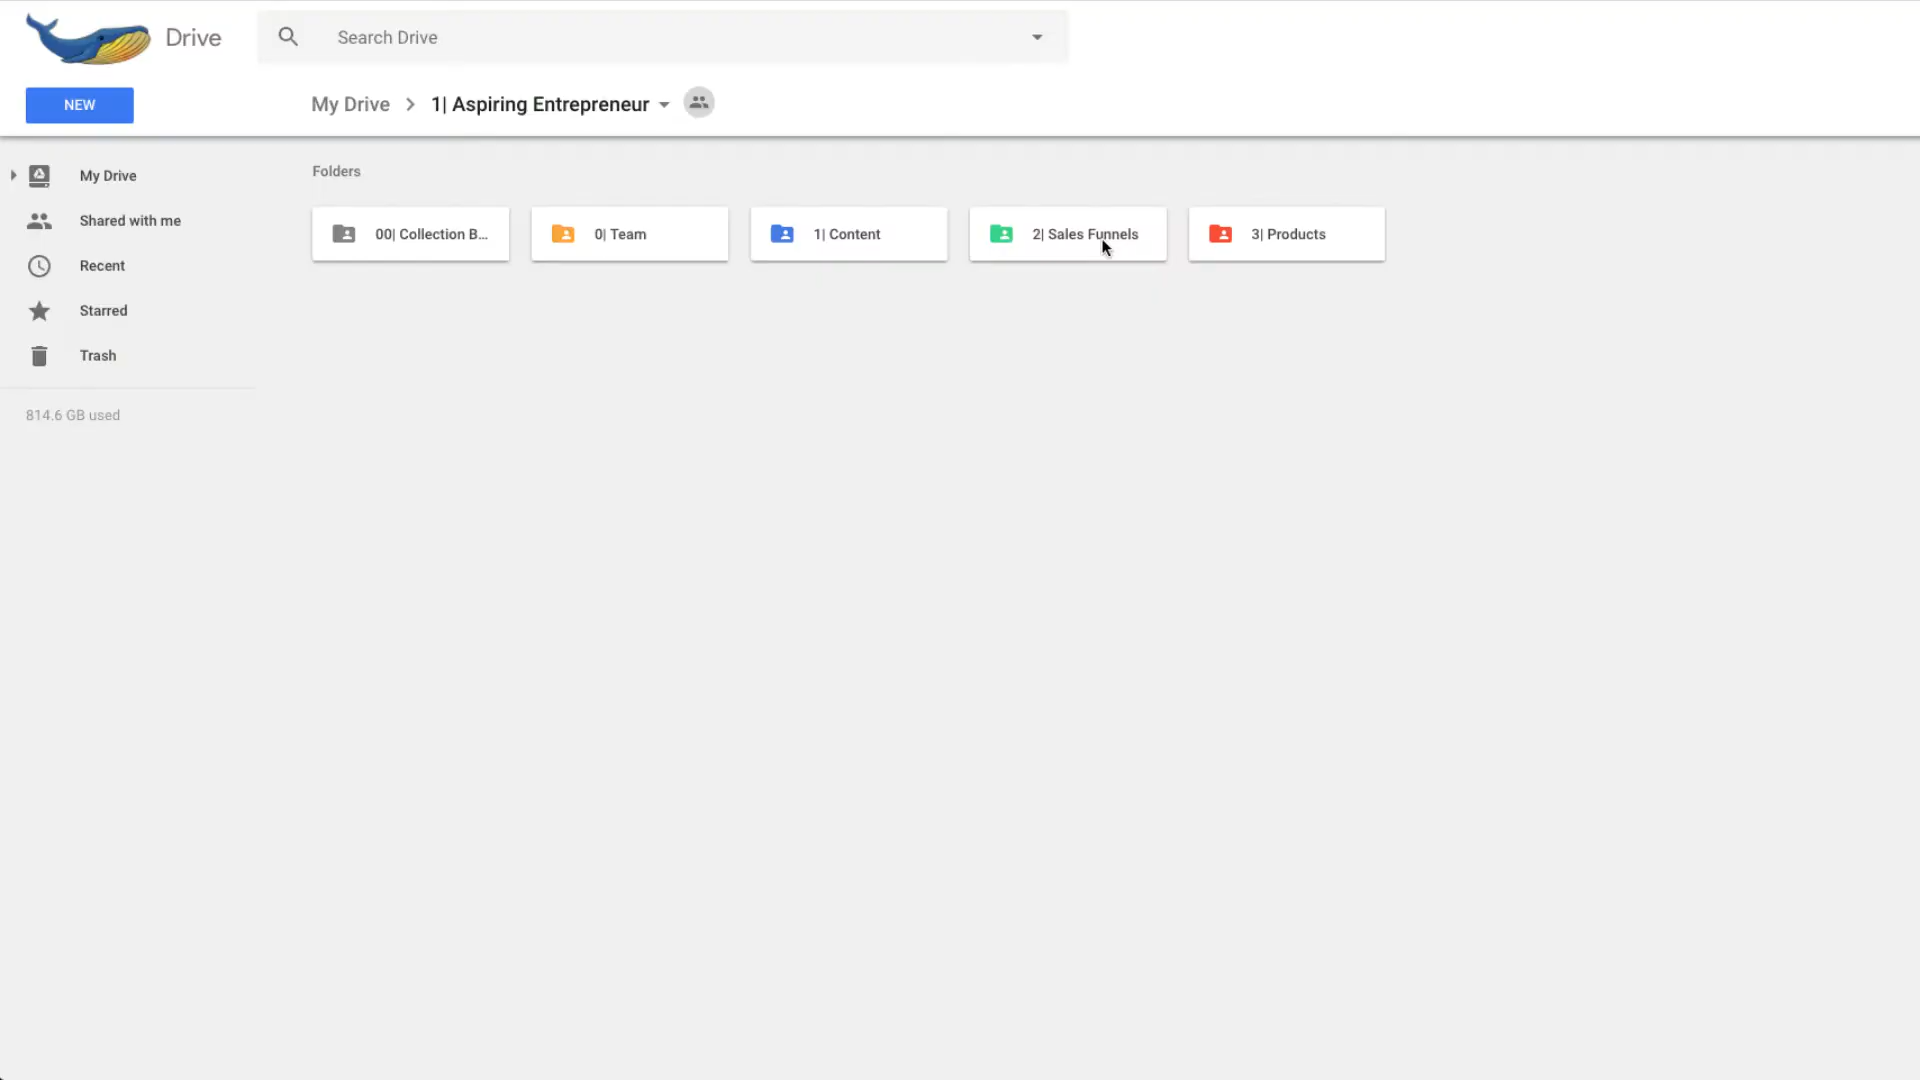 Drive
Search Drive
NEW
My Drive
1| Aspiring Entrepreneur
My Drive
Shared with me
Recent
Starred
Trash
814.6 GB used
Folders
00| Collection B...
0| Team
1| Content
2| Sales Funnels
3| Products